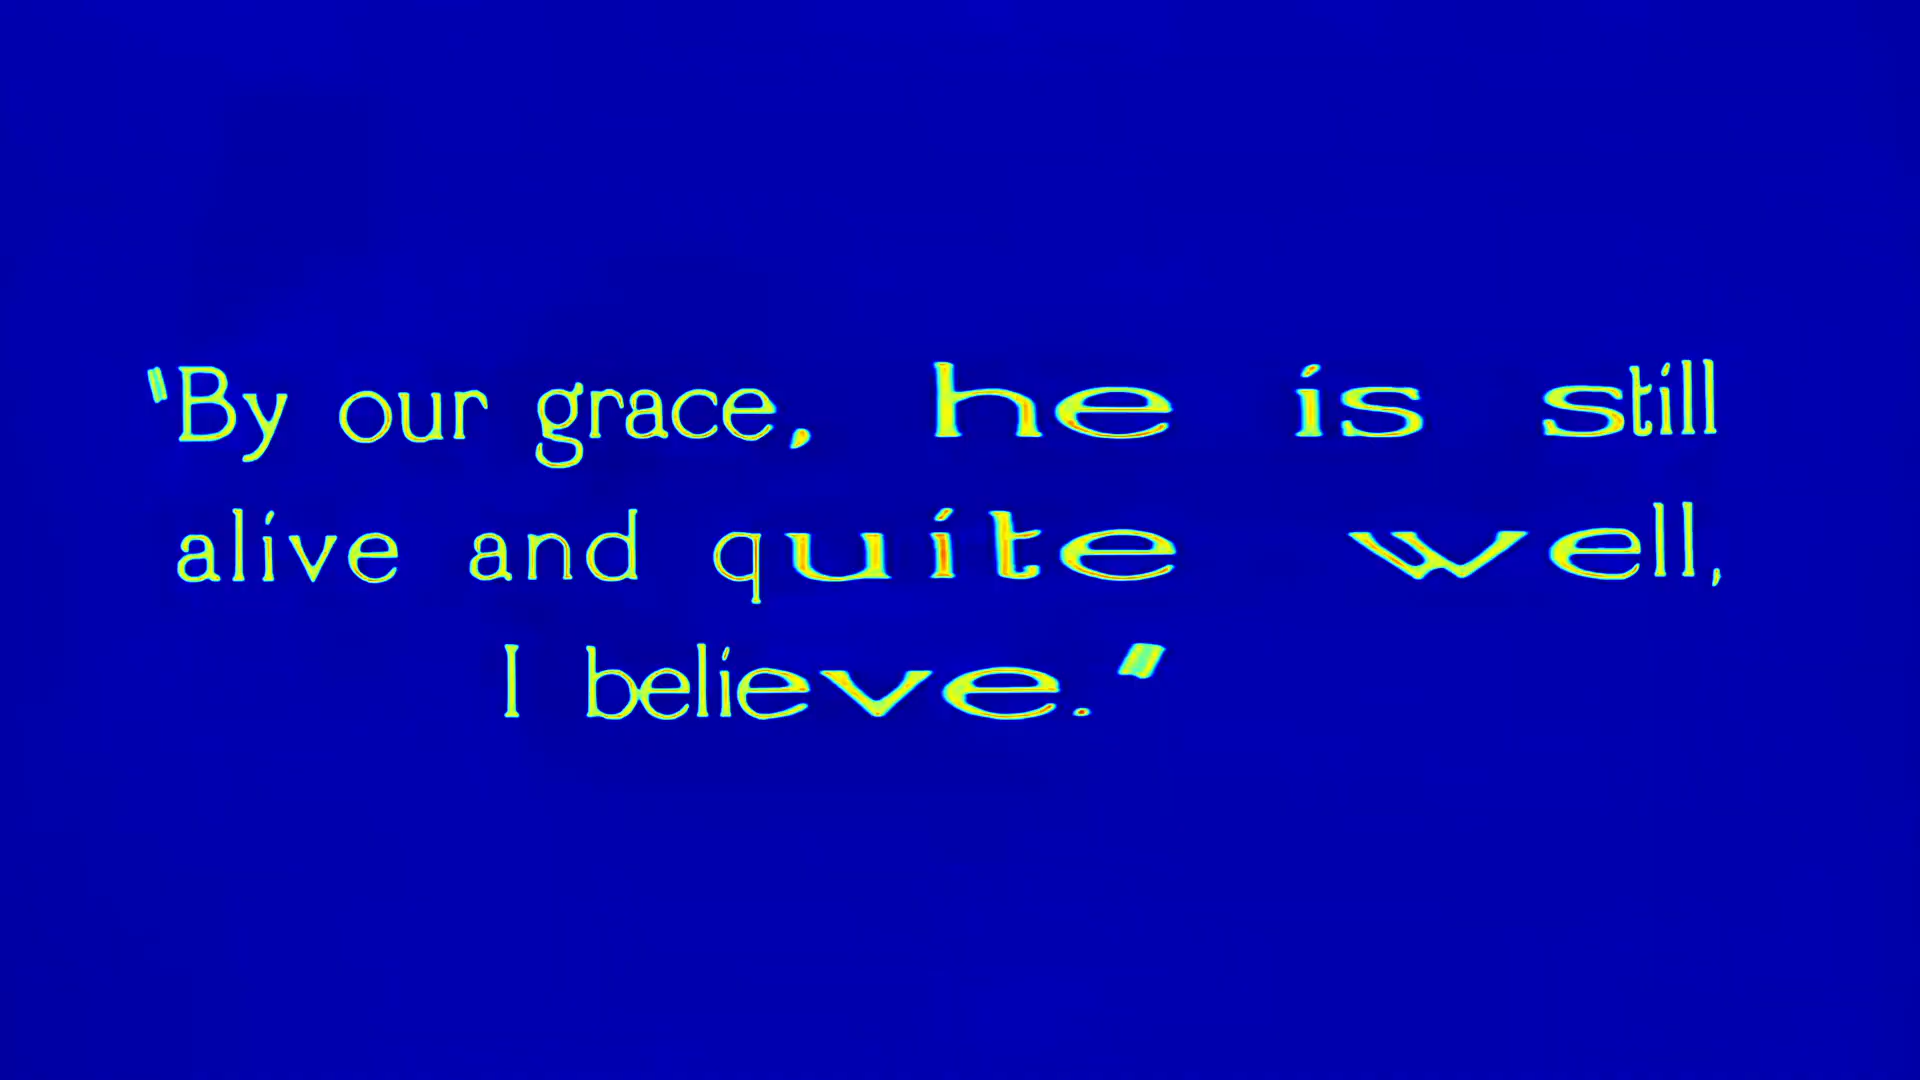 "By our grace, he is still
alive and quite well,
I believe."